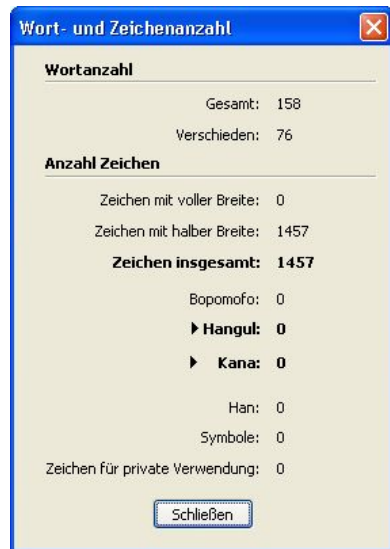 Wort- und Zeichenanzahl
Wortanzahl
Gesamt: 158
Verschieden: 76
Anzahl Zeichen
Zeichen mit voller Breite: 0
Zeichen mit halber Breite: 1457
Zeichen insgesamt: 1457
Bopomofo: 0
Hangul: 0
Kana: 0
Han: 0
Symbole: 0
Zeichen für private Verwendung: 0
Schließen